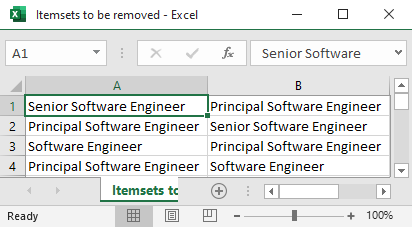 Itemsets to be removed - Excel
A1
fx
Senior Software
A B
1 Senior Software Engineer Principal Software Engineer
2 Principal Software Engineer Senior Software Engineer
3 Software Engineer Principal Software Engineer
4 Principal Software Engineer Software Engineer
Itemsets to
Ready 100%